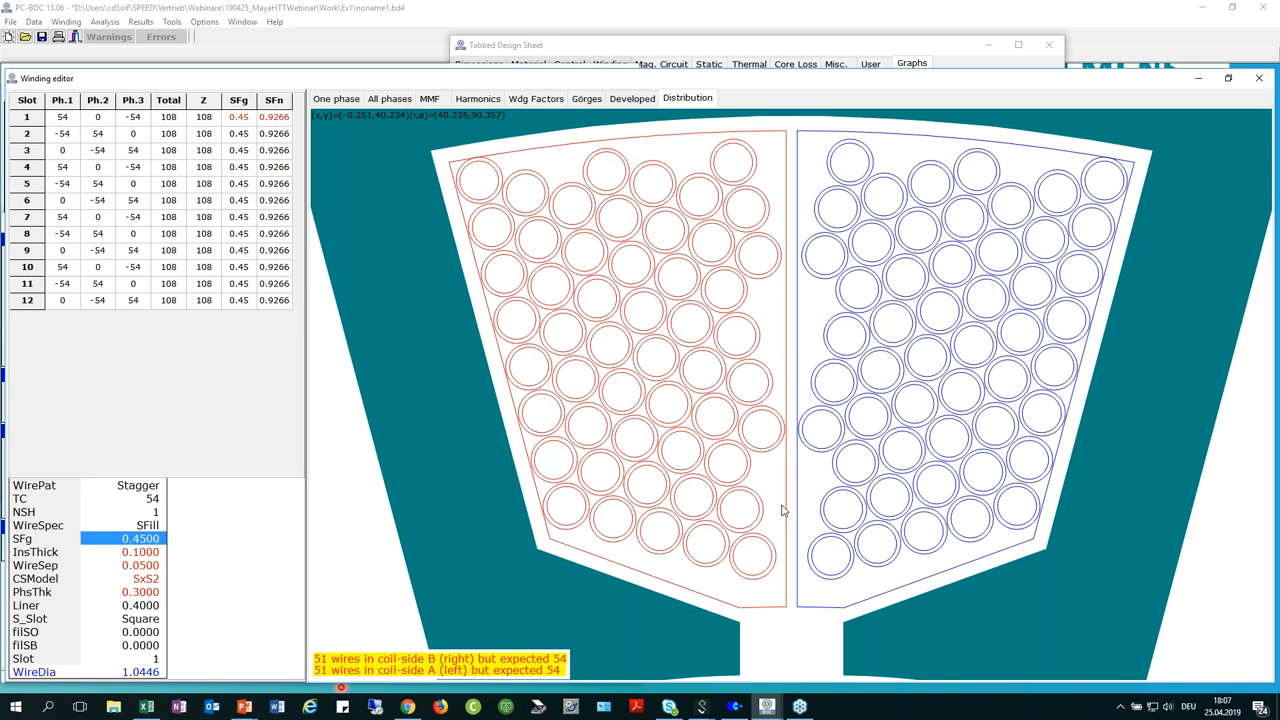 PC-BDC 13.06 - *D:\Users\cdSoif\SPEED\Vertrieb\Webinare\190425_MayaHTTWebinar\Work\Ex1\noname1.bd4
File Data Winding Analysis Results Tools Options Window Help
Warnings Errors
Tabbed Design Sheet
Thermal Core Loss Misc. User Graphs
Winding editor
Slot Ph.1 Ph.2 Ph.3 Total Z SFg SFn
One phase All phases MMF Harmonics Wdg Factors Görges Developed Distribution
(x,y)=(-0.251,40.234)(r,ø)=(40.235,90.357)
1 54 0 -54 108 108 0.45 0.9266
2 -54 54 0 108 108 0.45 0.9266
3 0 -54 54 108 108 0.45 0.9266
4 54 0 -54 108 108 0.45 0.9266
5 -54 54 0 108 108 0.45 0.9266
6 0 -54 54 108 108 0.45 0.9266
7 54 0 -54 108 108 0.45 0.9266
8 -54 54 0 108 108 0.45 0.9266
9 0 -54 54 108 108 0.45 0.9266
10 54 0 -54 108 108 0.45 0.9266
11 -54 54 0 108 108 0.45 0.9266
12 0 -54 54 108 108 0.45 0.9266
WirePat Stagger
TC 54
NSH 1
WireSpec SFill
SFg 0.4500
InsThick 0.1000
WireSep 0.0500
CSModel SxS2
PhsThk 0.3000
Liner 0.4000
S_Slot Square
filSO 0.0000
filSB 0.0000
Slot 1
WireDia 1.0446
51 wires in coil-side B (right) but expected 54
51 wires in coil-side A (left) but expected 54
DEU
18:07
25.04.2019
24